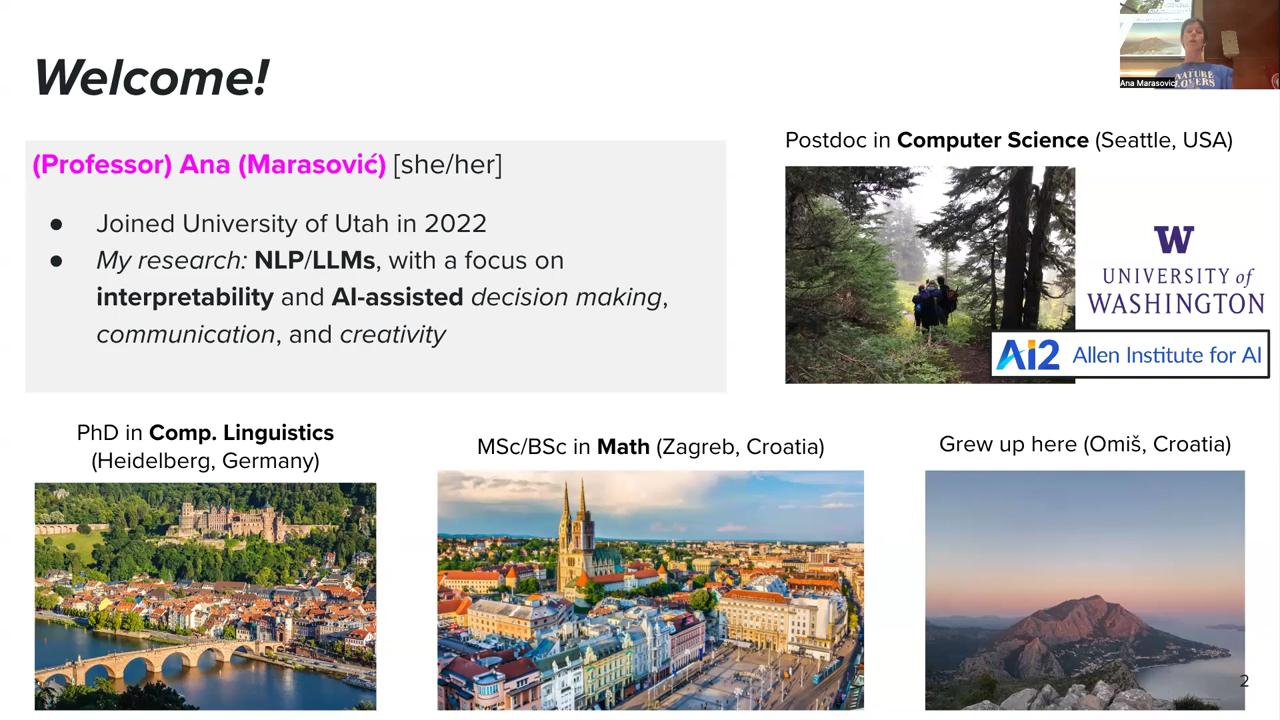 Welcome!
NATURE
LOVERS
Ana Marasovic
(Professor) Ana (Marasović) [she/her]
● Joined University of Utah in 2022
● My research: NLP/LLMs, with a focus on
interpretability and AI-assisted decision making,
communication, and creativity
Postdoc in Computer Science (Seattle, USA)
W
UNIVERSITY of
WASHINGTON
Ai2 Allen Institute for AI
PhD in Comp. Linguistics
(Heidelberg, Germany)
MSc/BSc in Math (Zagreb, Croatia)
Grew up here (Omiš, Croatia)
2